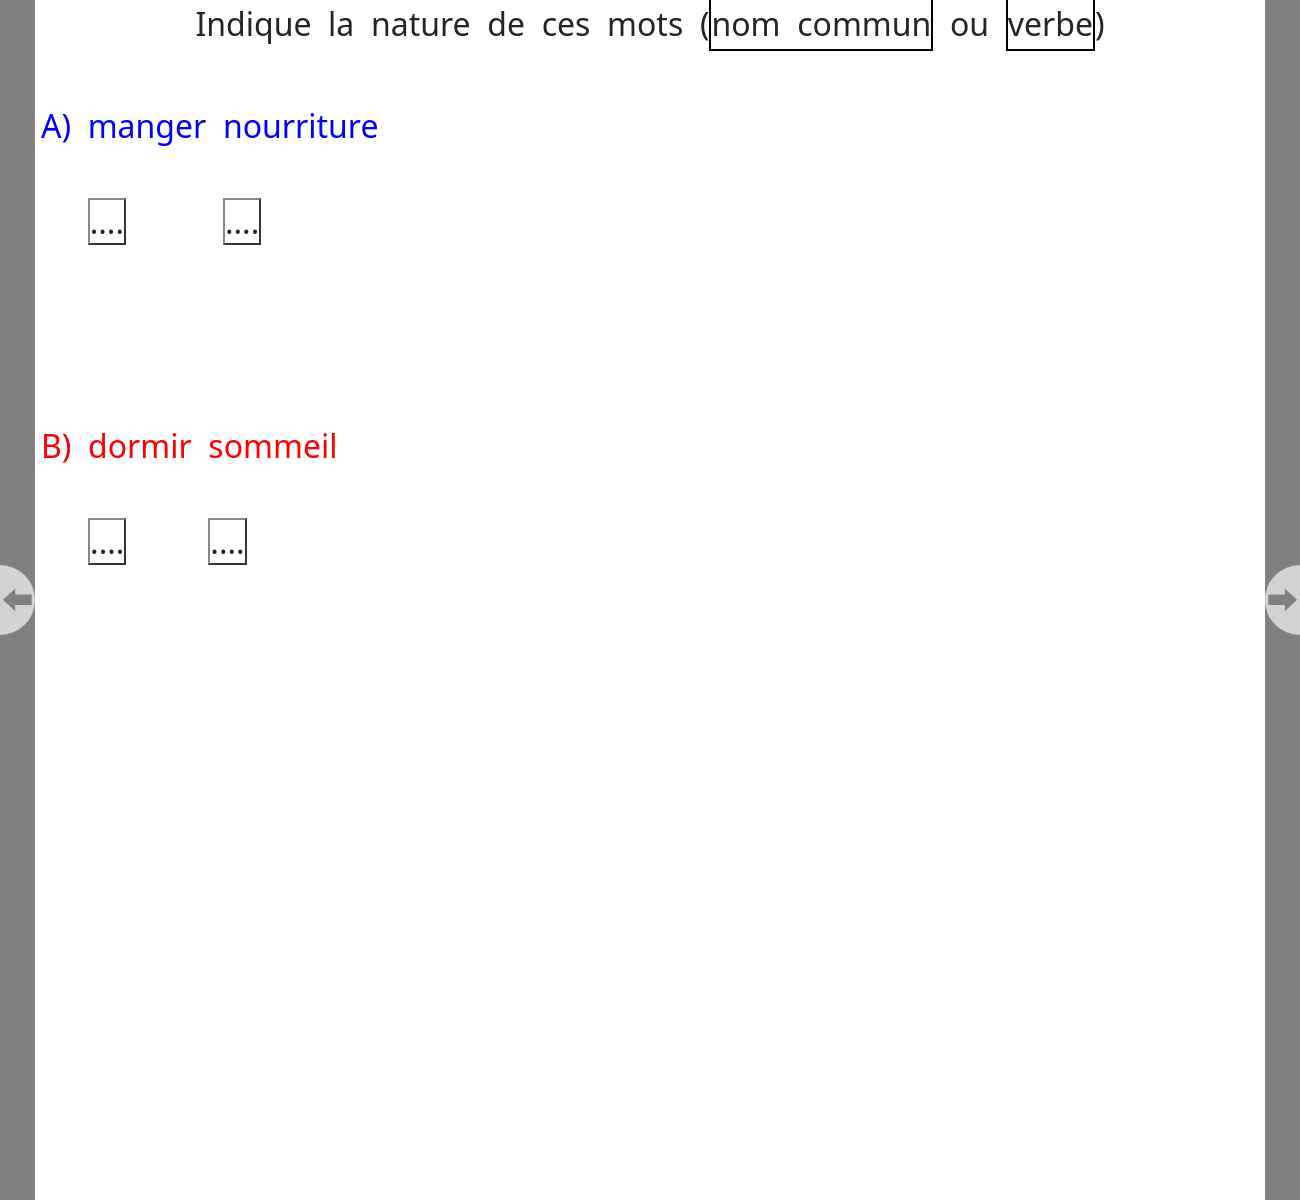 Indique la nature de ces mots (nom commun ou verbe)
A) manger nourriture
.... ....
B) dormir sommeil
.... ....